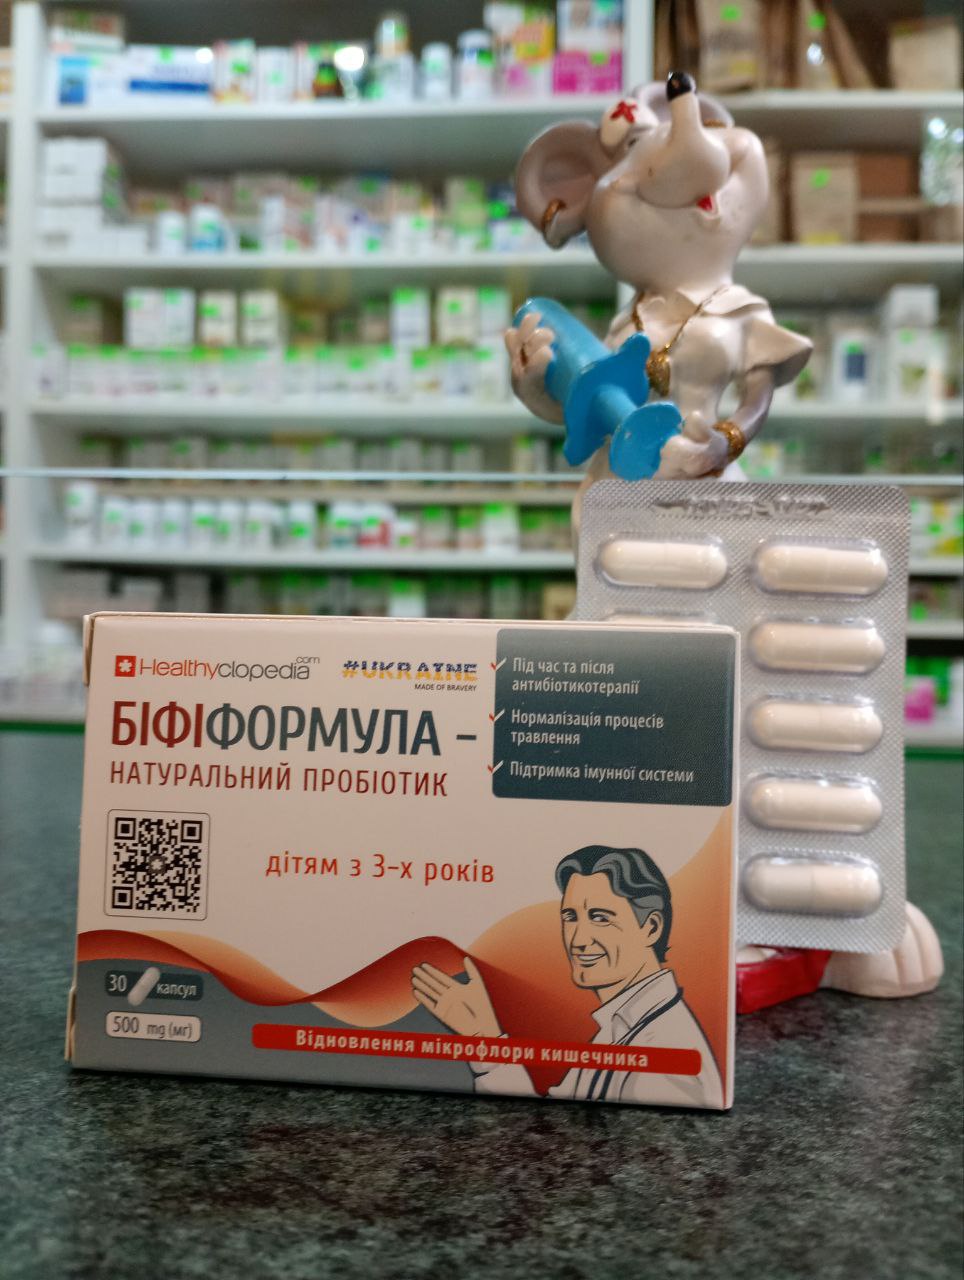 Healthyclopedia.com
#UKRAINE
MADE OF BRAVERY
БІФІФОРМУЛА –
НАТУРАЛЬНИЙ ПРОБІОТИК
Під час та після
антибіотикотерапії
Нормалізація процесів
травлення
Підтримка імунної системи
дітям з 3-х років
30 капсул
500 mg (мг)
Відновлення мікрофлори кишечника